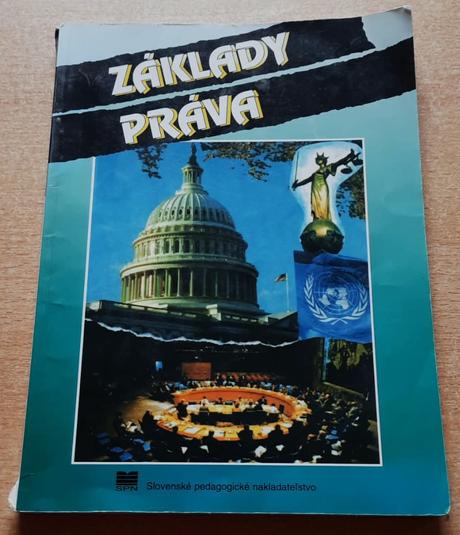 ZÁKLADY
PRÁVA
SPN Slovenské pedagogické nakladateľstvo